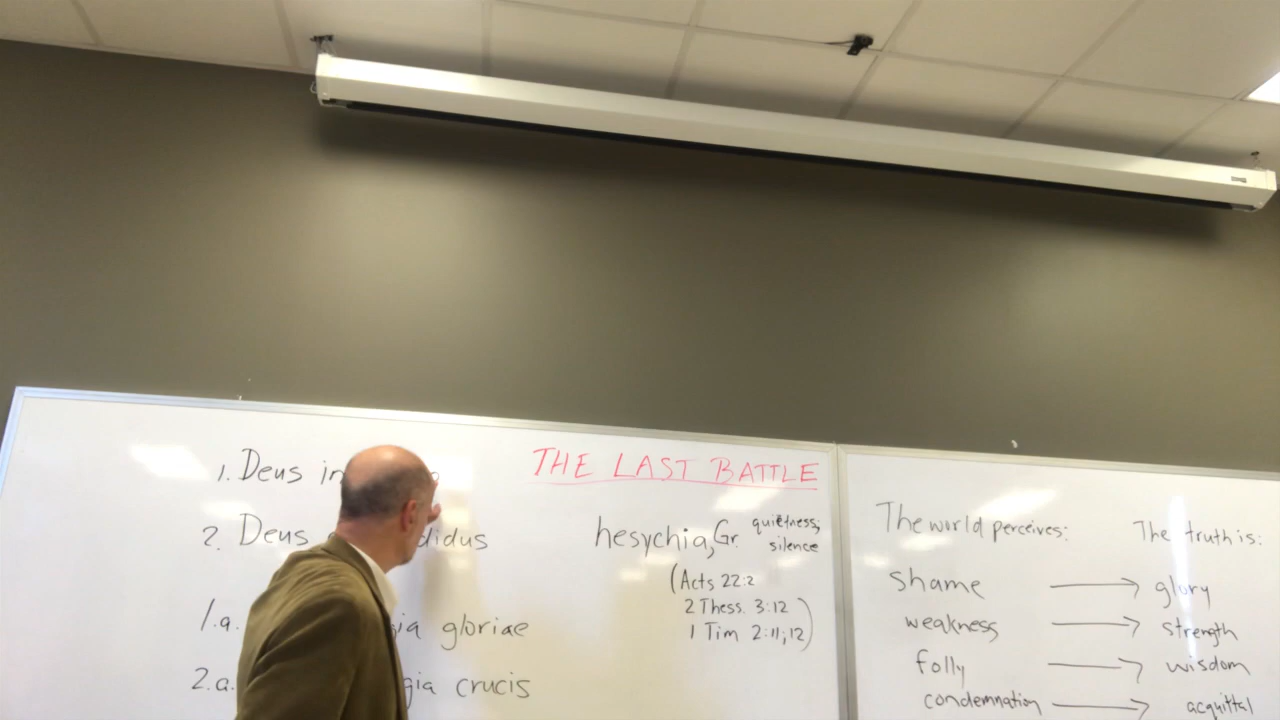 1. Deus in
2. Deus didus
1.a. ia gloriae
2.a. gia crucis
THE LAST BATTLE
hesychia, Gr. quietness;
silence
(Acts 22:2
2 Thess. 3:12
1 Tim 2:11,12)
The world perceives: The truth is:
shame → glory
weakness → strength
folly → wisdom
condemnation → acquittal